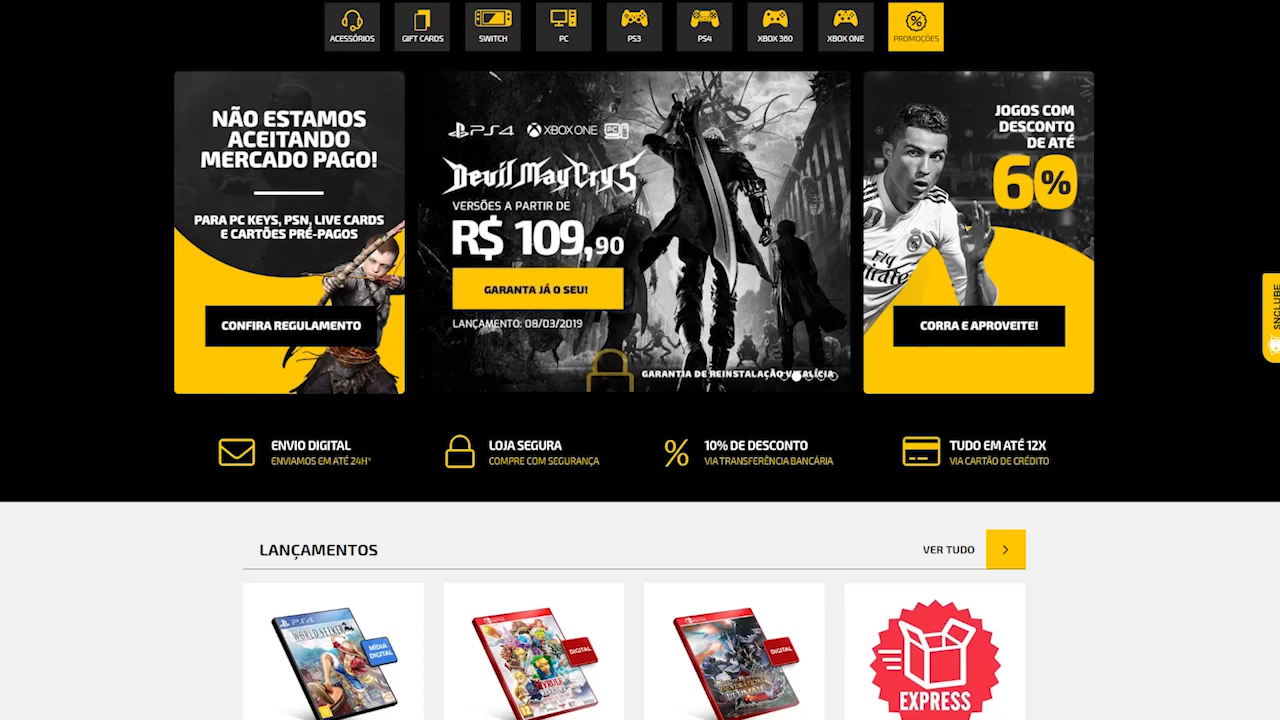 ACESSÓRIOS
GIFT CARDS
SWITCH
PC
PS3
PS4
XBOX 360
XBOX ONE
PROMOÇÕES
NÃO ESTAMOS
ACEITANDO
MERCADO PAGO!
PARA PC KEYS, PSN, LIVE CARDS
E CARTÕES PRÉ-PAGOS
CONFIRA REGULAMENTO
PS4 XBOX ONE PC
Devil May Cry 5
VERSÕES A PARTIR DE
R$ 109,90
GARANTA JÁ O SEU!
LANÇAMENTO: 08/03/2019
GARANTIA DE REINSTALAÇÃO VITALÍCIA
JOGOS COM
DESCONTO
DE ATÉ
60%
Fly
Emirates
CORRA E APROVEITE!
SNCLUBE
ENVIO DIGITAL
ENVIAMOS EM ATÉ 24H*
LOJA SEGURA
COMPRE COM SEGURANÇA
10% DE DESCONTO
VIA TRANSFERÊNCIA BANCÁRIA
TUDO EM ATÉ 12X
VIA CARTÃO DE CRÉDITO
LANÇAMENTOS
VER TUDO
PS4
WORLD SEEKER
MÍDIA
DIGITAL
DIGITAL
GENERATIONS
ULTIMATE
DIGITAL
EXPRESS